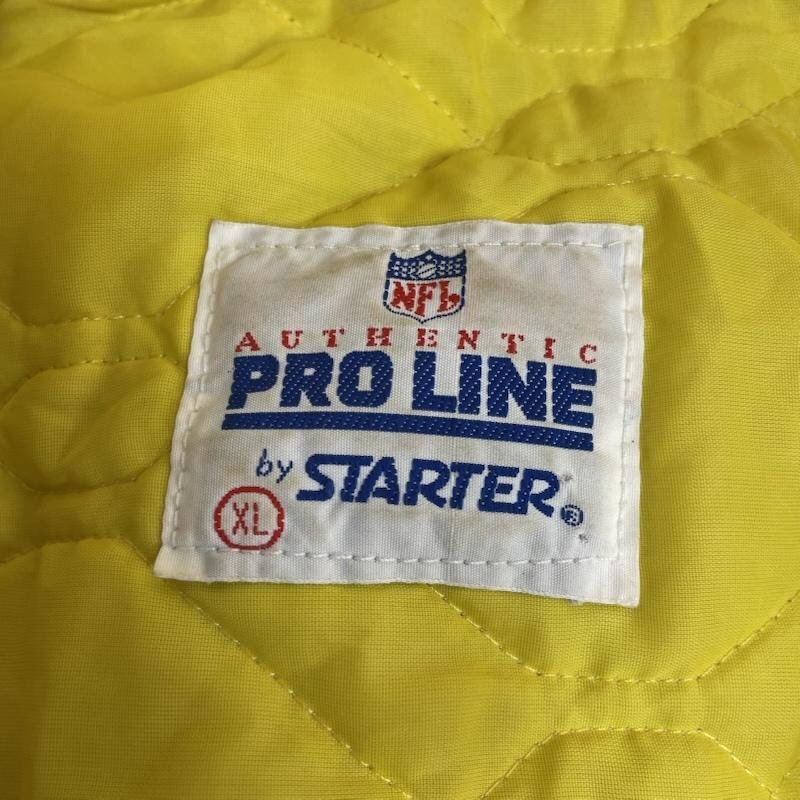 NFL
AUTHENTIC
PRO LINE
by STARTER®
XL